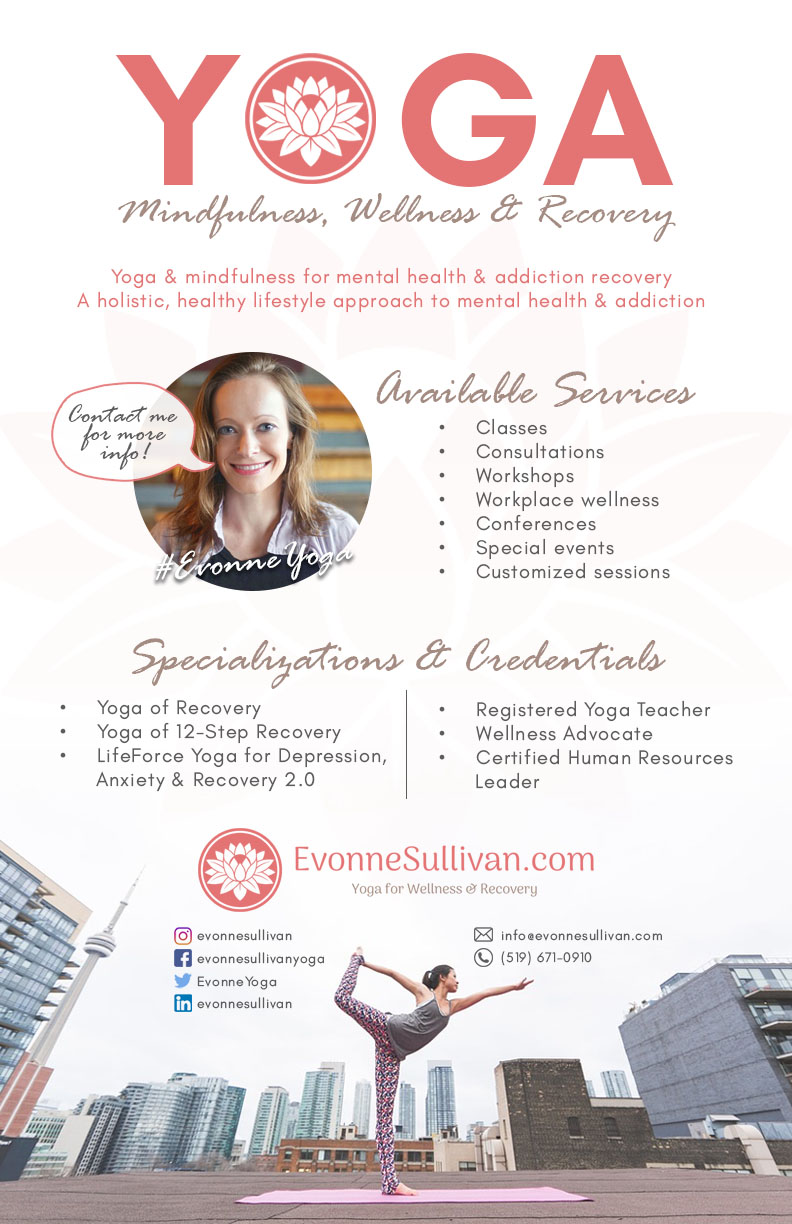 YOGA
Mindfulness, Wellness & Recovery
Yoga & mindfulness for mental health & addiction recovery
A holistic, healthy lifestyle approach to mental health & addiction
Contact me
for more
info!
#EvonneYoga
Available Services
• Classes
• Consultations
• Workshops
• Workplace wellness
• Conferences
• Special events
• Customized sessions
Specializations & Credentials
• Yoga of Recovery
• Yoga of 12-Step Recovery
• LifeForce Yoga for Depression,
Anxiety & Recovery 2.0
• Registered Yoga Teacher
• Wellness Advocate
• Certified Human Resources
Leader
EvonneSullivan.com
Yoga for Wellness & Recovery
evonnesullivan
evonnesullivanyoga
EvonneYoga
evonnesullivan
info@evonnesullivan.com
(519) 671-0910